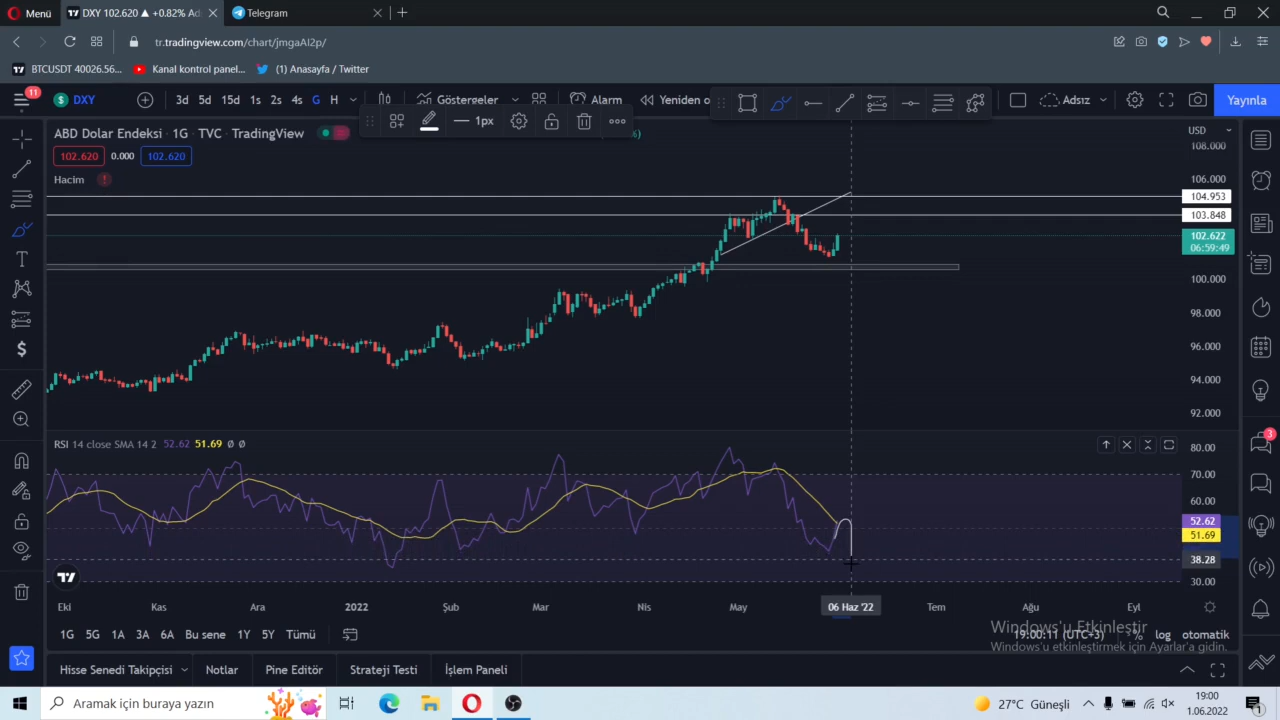 Menü
DXY 102.620 ▲ +0.82% Ad
Telegram
tr.tradingview.com/chart/jmgaAI2p/
BTCUSDT 40026.56...
Kanal kontrol panel...
(1) Anasayfa / Twitter
11
DXY
3d 5d 15d 1s 2s 4s G H
Göstergeler
Alarm
Yeniden o
Adsız
Yayınla
1px
ABD Dolar Endeksi · 1G · TVC · TradingView
%)
USD
102.620 0.000 102.620
Hacim
108.000
106.000
104.953
103.848
102.622
06:59:49
100.000
98.000
96.000
94.000
92.000
RSI 14 close SMA 14 2 52.62 51.69 Ø Ø
80.00
70.00
60.00
52.62
51.69
38.28
30.00
3
Eki Kas Ara 2022 Şub Mar Nis May 06 Haz '22 Tem Ağu Eyl
1G 5G 1A 3A 6A Bu sene 1Y 5Y Tümü
19:00:11 (UTC+3) % log otomatik
Windows'u Etkinleştir
Windows'u etkinleştirmek için Ayarlar'a gidin.
Hisse Senedi Takipçisi Notlar Pine Editör Strateji Testi İşlem Paneli
Aramak için buraya yazın
27°C Güneşli
19:00
1.06.2022
1